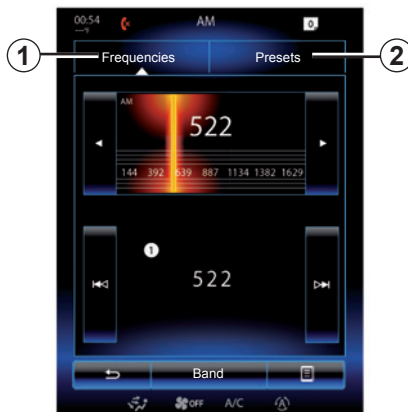 00:54 AM 0
---°F
1 Frequencies Presets 2
AM
522
144 392 639 887 1134 1382 1629
1
522
Band
OFF A/C A